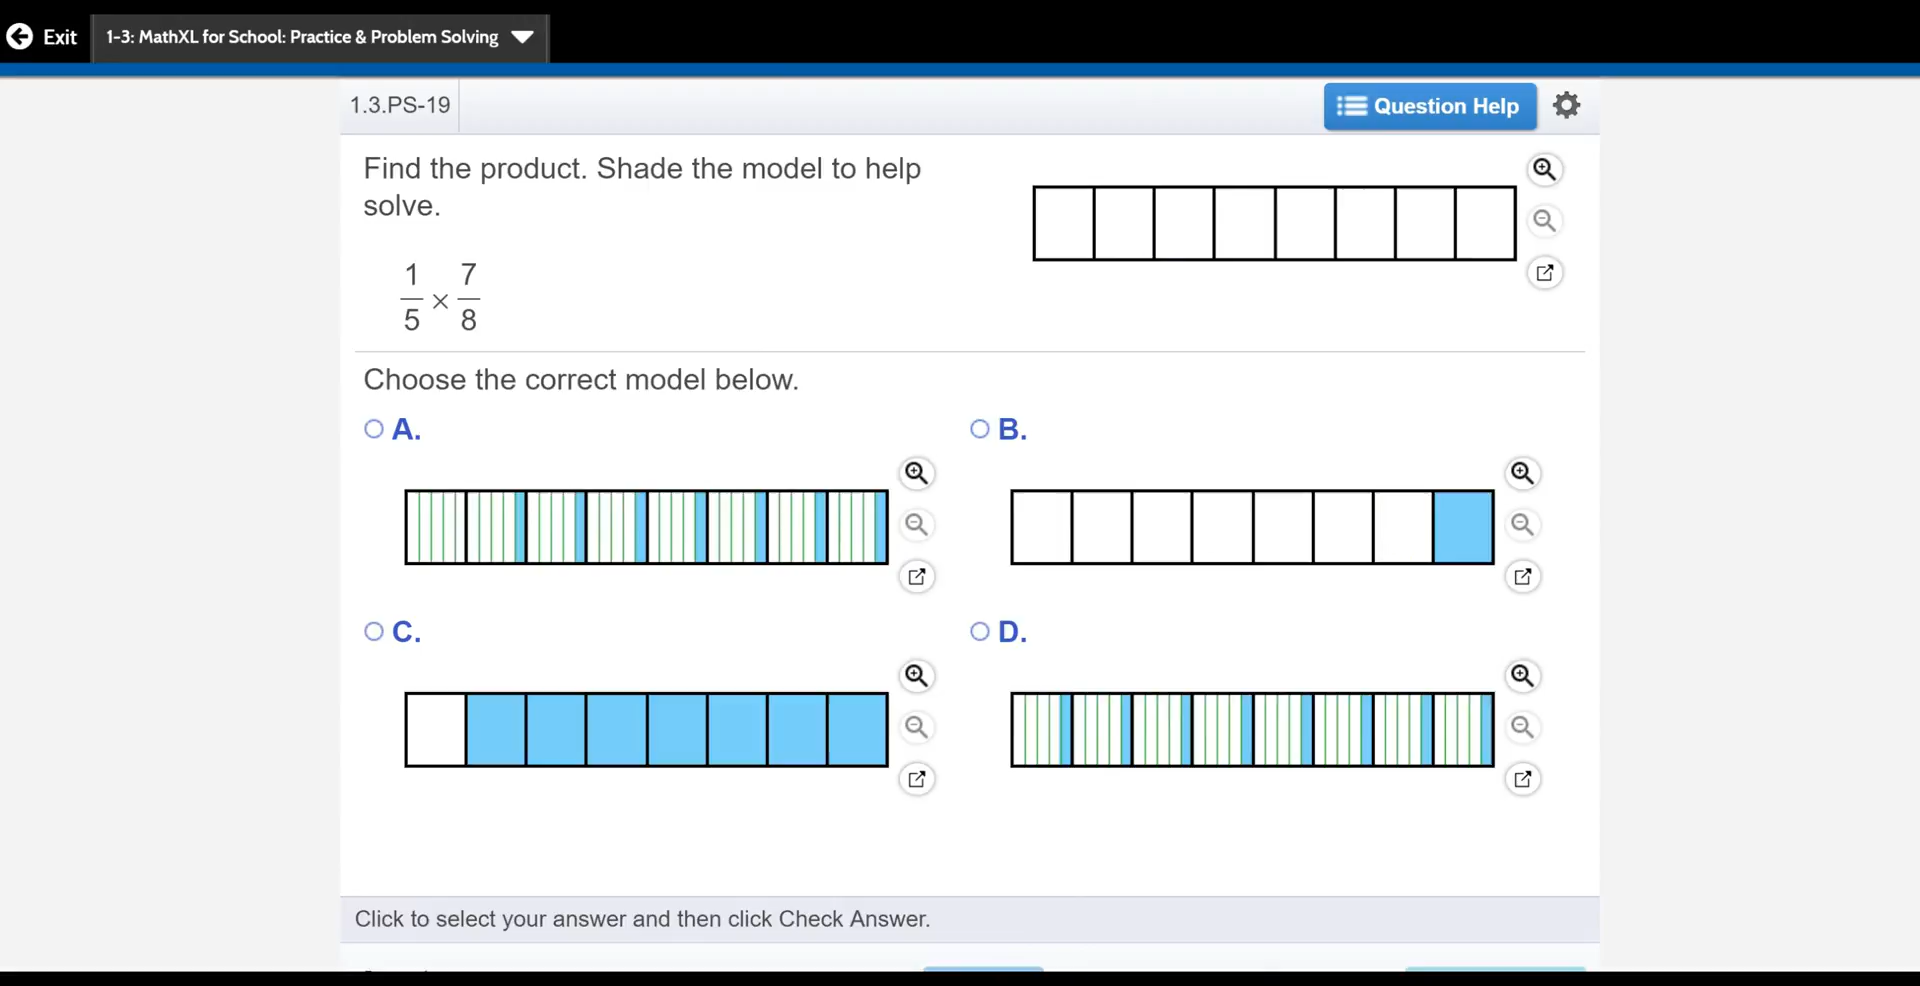 Exit
1-3: MathXL for School: Practice & Problem Solving
1.3.PS-19
Question Help
Find the product. Shade the model to help
solve.
1/5 × 7/8
Choose the correct model below.
A.
B.
C.
D.
Click to select your answer and then click Check Answer.